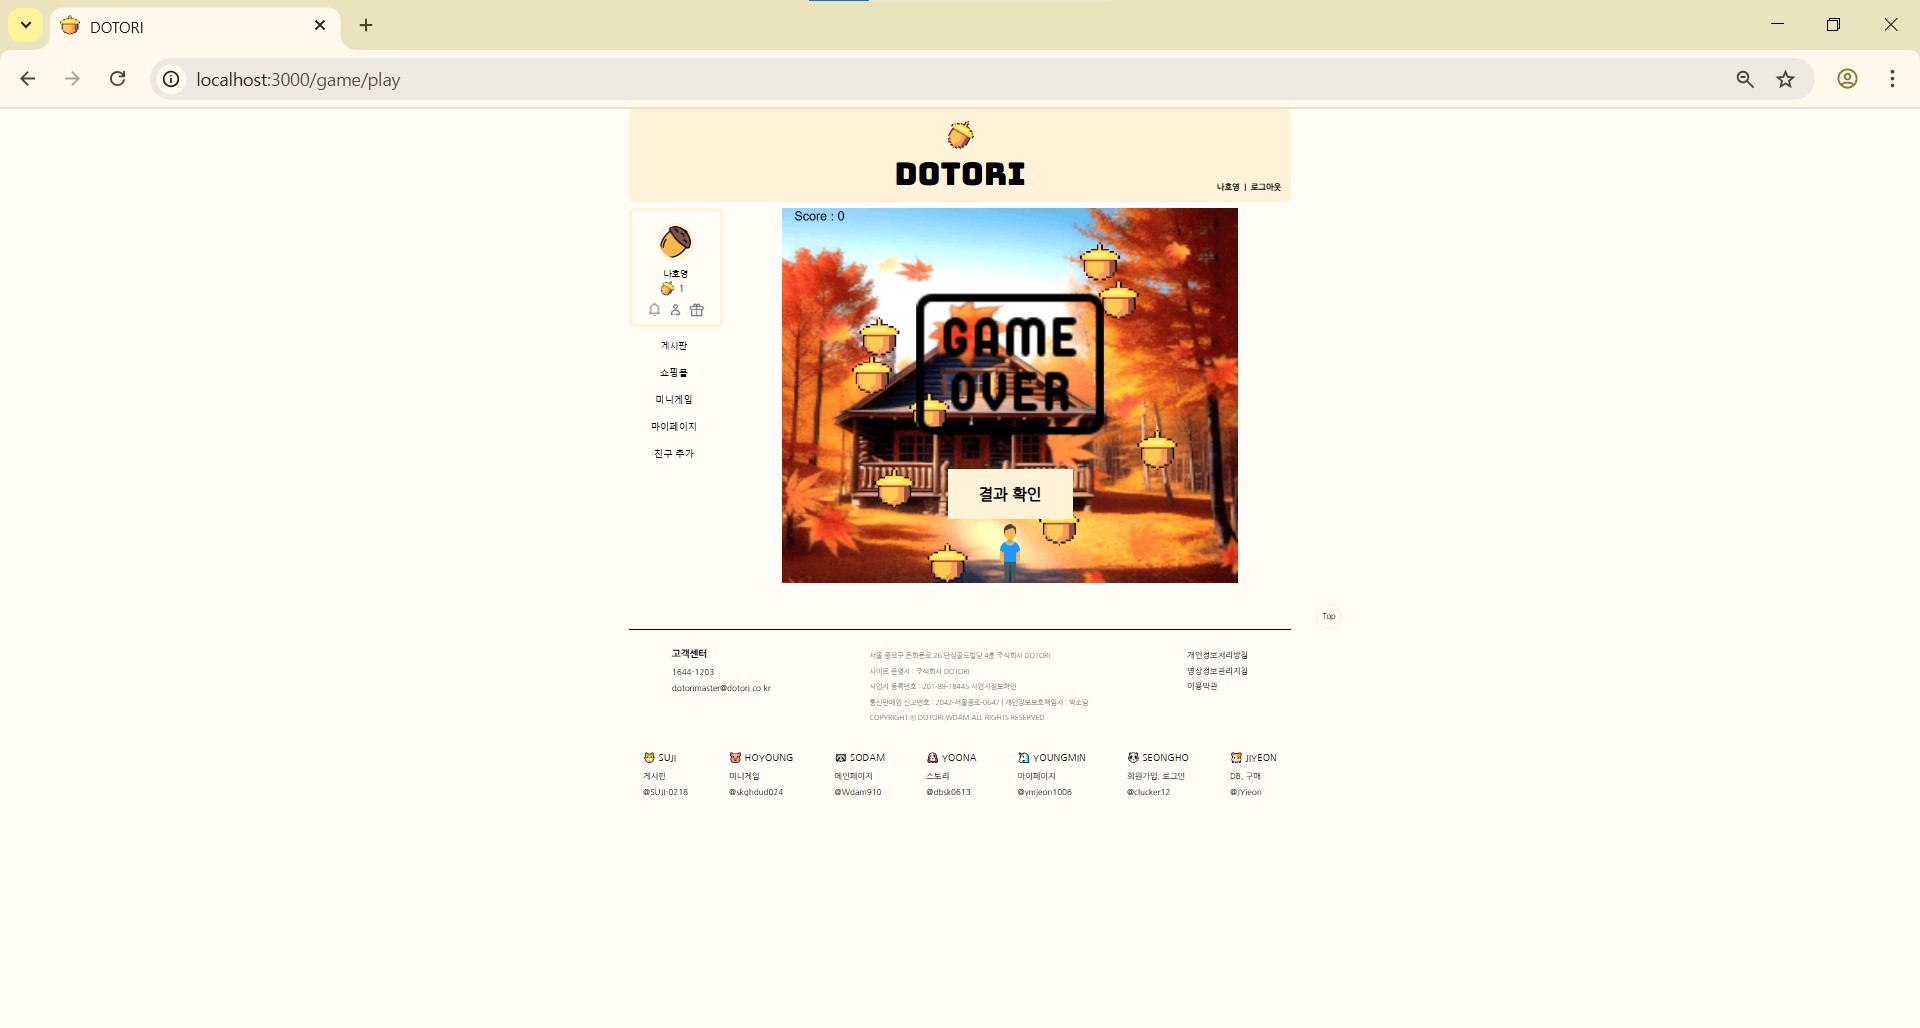 DOTORI
localhost:3000/game/play
DOTORI
나호영 | 로그아웃
나호영
1
게시판
쇼핑몰
미니게임
마이페이지
친구 추가
Score : 0
GAME
OVER
결과 확인
Top
고객센터
1644-1203
dotorimaster@dotori.co.kr
서울 종로구 돈화문로 26 단성골드빌딩 4층 주식회사 DOTORI
사이트 운영자 : 주식회사 DOTORI
사업자 등록번호 : 201-89-18445 사업자정보확인
통신판매업 신고번호 : 2042-서울종로-0647 | 개인정보보호책임자 : 박소담
COPYRIGHT © DOTORI.WDAM.ALL RIGHTS RESERVED.
개인정보처리방침
영상정보관리지침
이용약관
SUJI
게시판
@SUJI-0218
HOYOUNG
미니게임
@skghdud024
SODAM
메인페이지
@Wdam910
YOONA
스토리
@dbsk0613
YOUNGMIN
마이페이지
@ymjeon1006
SEONGHO
회원가입, 로그인
@clucker12
JIYEON
DB, 구매
@JYieon